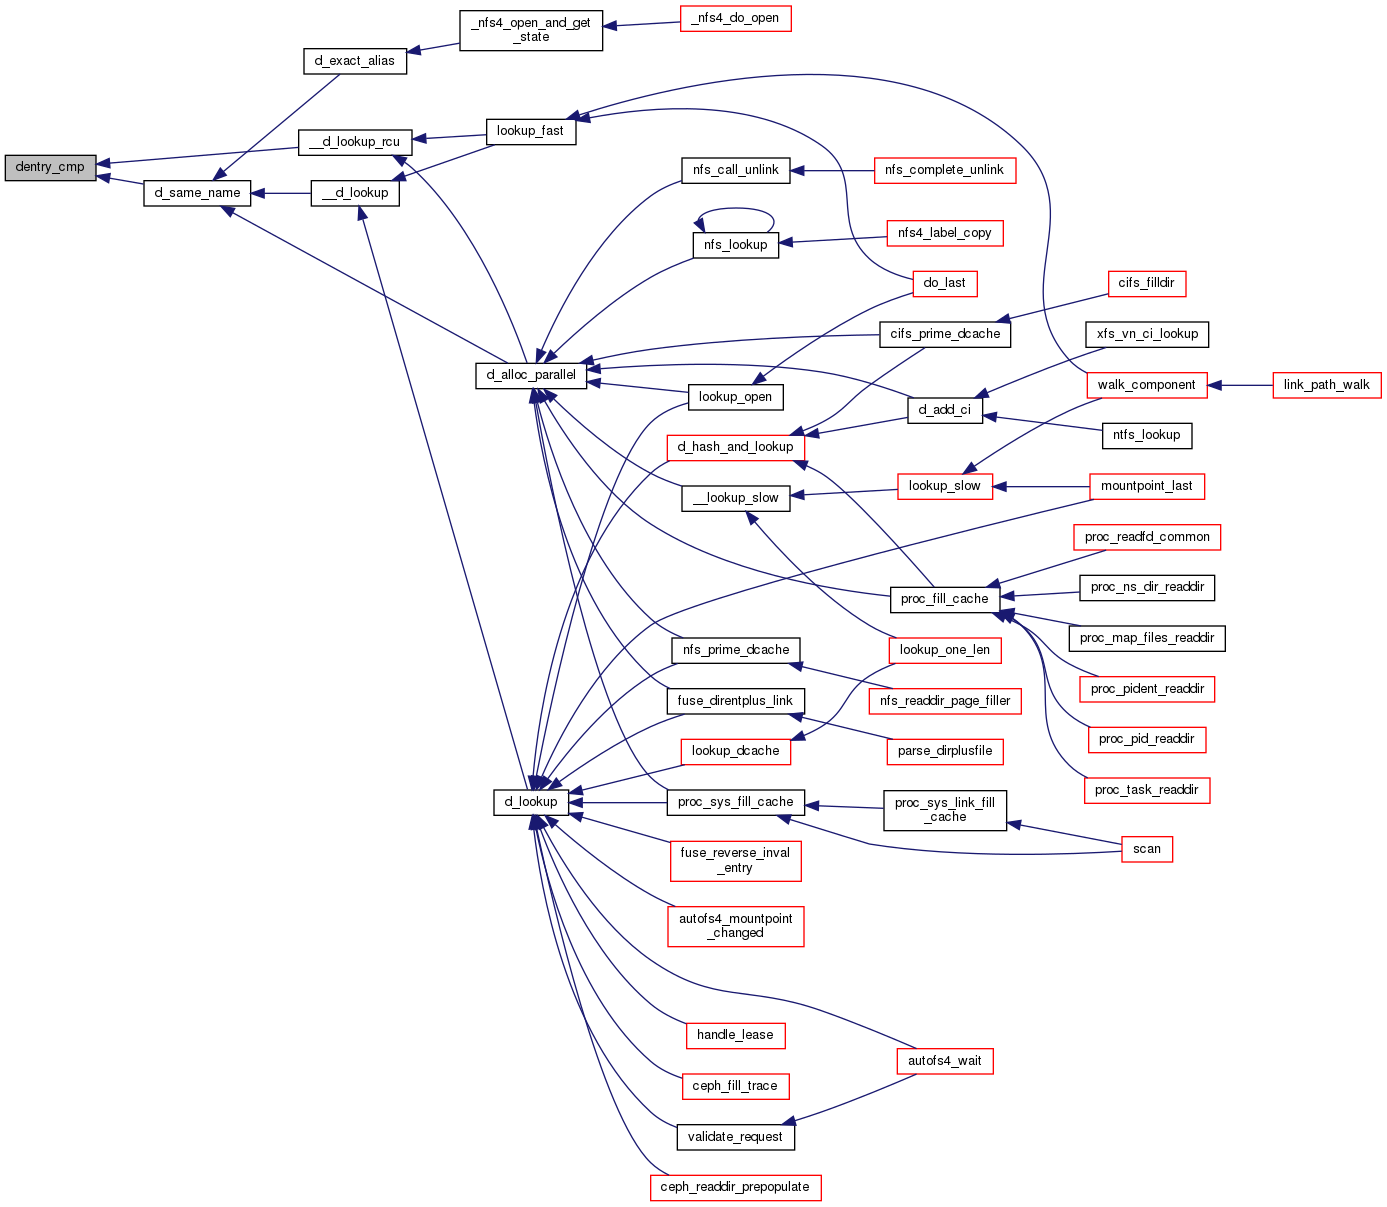 _nfs4_open_and_get
_state
_nfs4_do_open
d_exact_alias
lookup_fast
__d_lookup_rcu
dentry_cmp
d_same_name
__d_lookup
nfs_call_unlink
nfs_complete_unlink
nfs_lookup
nfs4_label_copy
do_last
cifs_filldir
cifs_prime_dcache
xfs_vn_ci_lookup
d_alloc_parallel
lookup_open
walk_component
link_path_walk
d_add_ci
ntfs_lookup
d_hash_and_lookup
__lookup_slow
lookup_slow
mountpoint_last
proc_readfd_common
proc_fill_cache
proc_ns_dir_readdir
proc_map_files_readdir
nfs_prime_dcache
lookup_one_len
proc_pident_readdir
fuse_direntplus_link
nfs_readdir_page_filler
proc_pid_readdir
lookup_dcache
parse_dirplusfile
proc_task_readdir
d_lookup
proc_sys_fill_cache
proc_sys_link_fill
_cache
scan
fuse_reverse_inval
_entry
autofs4_mountpoint
_changed
handle_lease
autofs4_wait
ceph_fill_trace
validate_request
ceph_readdir_prepopulate